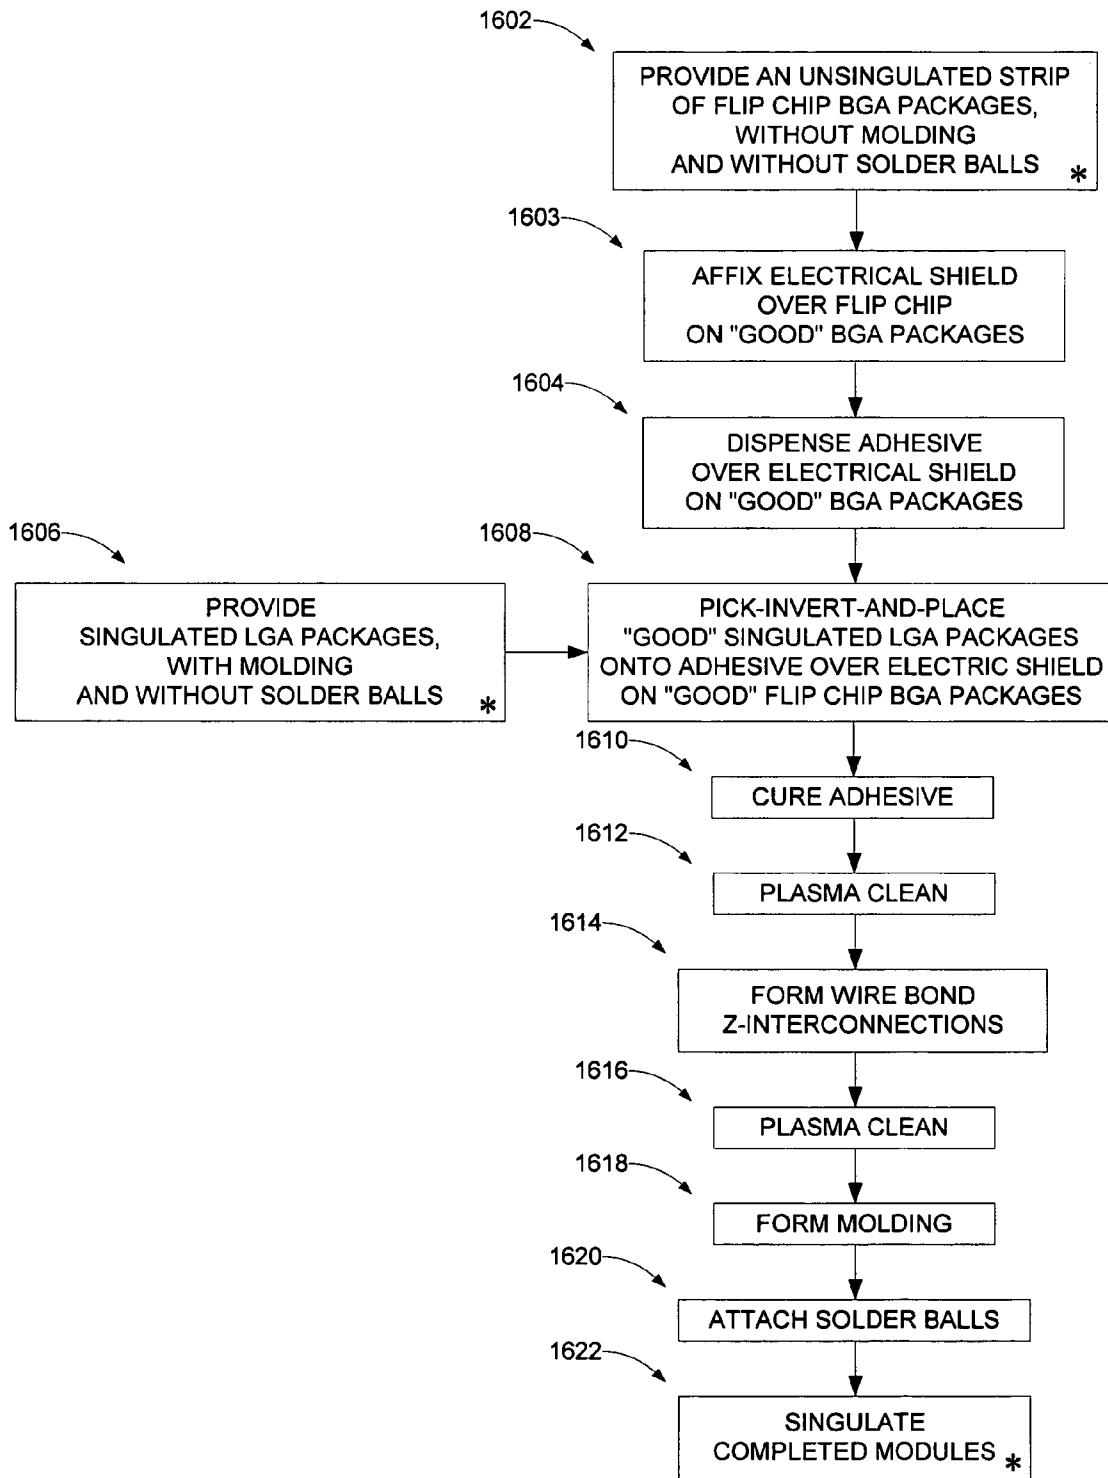 1602
PROVIDE AN UNSINGULATED STRIP
OF FLIP CHIP BGA PACKAGES,
WITHOUT MOLDING
AND WITHOUT SOLDER BALLS *
1603
AFFIX ELECTRICAL SHIELD
OVER FLIP CHIP
ON "GOOD" BGA PACKAGES
1604
DISPENSE ADHESIVE
OVER ELECTRICAL SHIELD
ON "GOOD" BGA PACKAGES
1606
PROVIDE
SINGULATED LGA PACKAGES,
WITH MOLDING
AND WITHOUT SOLDER BALLS *
1608
PICK-INVERT-AND-PLACE
"GOOD" SINGULATED LGA PACKAGES
ONTO ADHESIVE OVER ELECTRIC SHIELD
ON "GOOD" FLIP CHIP BGA PACKAGES
1610
CURE ADHESIVE
1612
PLASMA CLEAN
1614
FORM WIRE BOND
Z-INTERCONNECTIONS
1616
PLASMA CLEAN
1618
FORM MOLDING
1620
ATTACH SOLDER BALLS
1622
SINGULATE
COMPLETED MODULES *